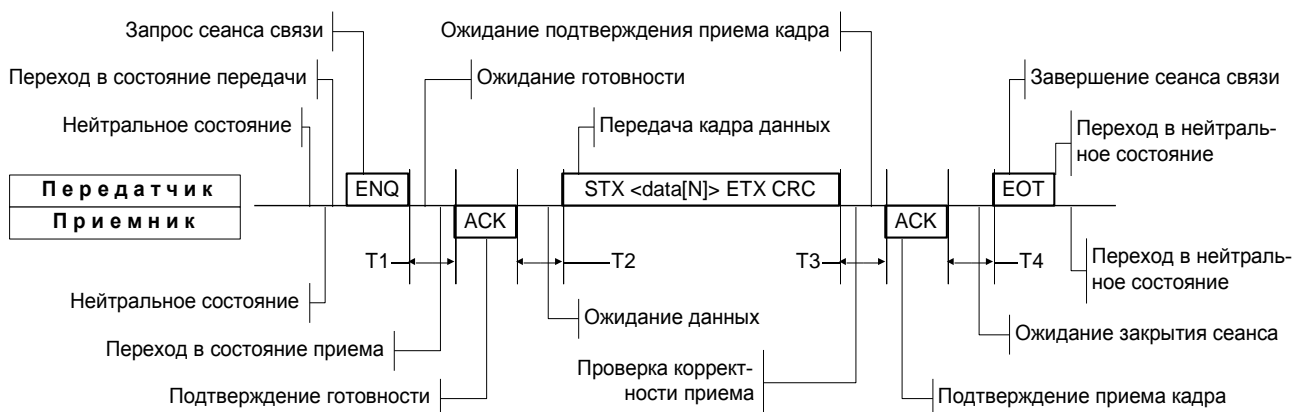 Запрос сеанса связи
Ожидание подтверждения приема кадра
Переход в состояние передачи
Ожидание готовности
Завершение сеанса связи
Нейтральное состояние
Передача кадра данных
Переход в нейтраль-
ное состояние
Передатчик
ENQ
STX <data[N]> ETX CRC
EOT
Приемник
ACK
ACK
T1
T2
T3
T4
Переход в нейтраль-
ное состояние
Нейтральное состояние
Ожидание данных
Ожидание закрытия сеанса
Переход в состояние приема
Проверка коррект-
ности приема
Подтверждение готовности
Подтверждение приема кадра